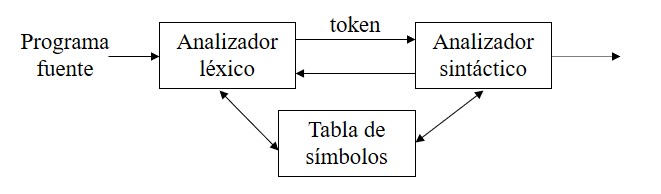 Programa
fuente
Analizador
léxico
token
Analizador
sintáctico
Tabla de
símbolos